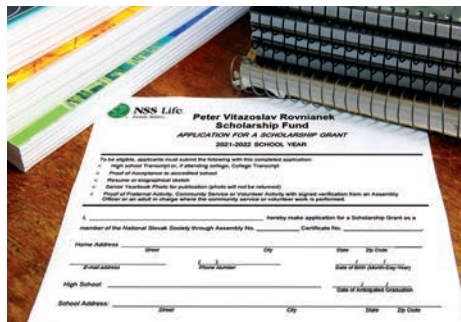 NSS Life
Peter Vitazoslav Rovnianek
Scholarship Fund
APPLICATION FOR A SCHOLARSHIP GRANT
2021-2022 SCHOOL YEAR
To be eligible, applicants must submit the following with this completed application:
High school Transcript or, if attending college, College Transcript
Proof of Acceptance to accredited school
Resume or biographical sketch
Senior Yearbook Photo for publication (photo will not be returned)
Proof of Fraternal Activity, Community Service or Volunteer Activity with signed verification from an Assembly
Officer or an adult in charge where the community service or volunteer work is performed.
I, hereby make application for a Scholarship Grant as a
member of the National Slovak Society through Assembly No. Certificate No.
Home Address
Street City State Zip Code
( ) / /
E-mail address Phone Number Date of Birth (Month-Day-Year)
High School: / /
Date of Anticipated Graduation
School Address:
Street City State Zip Code